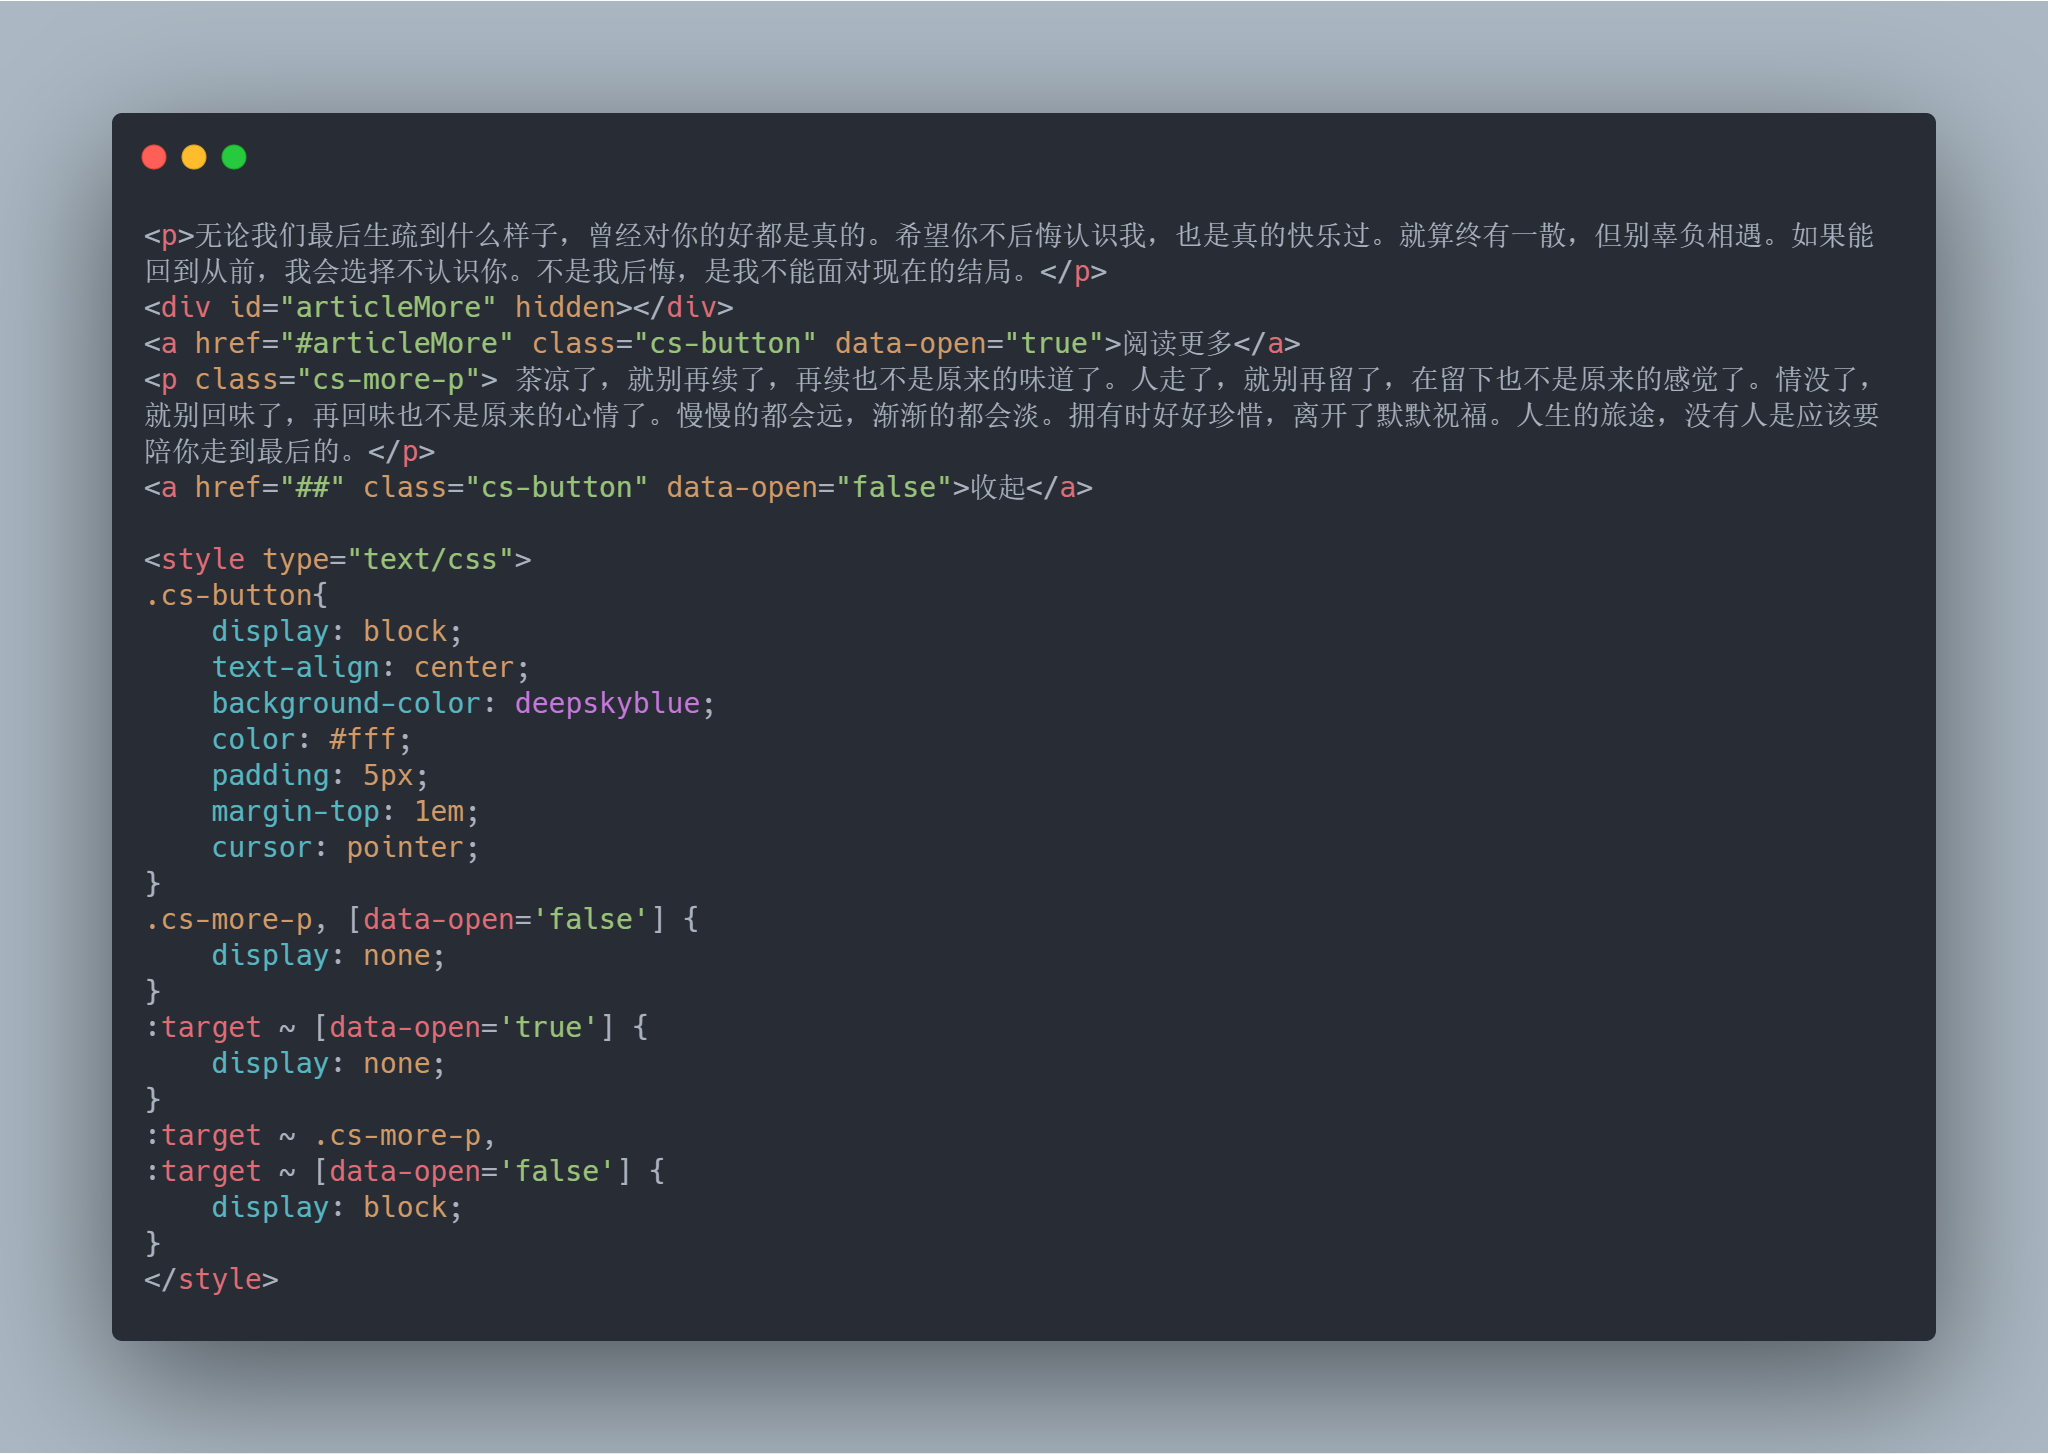 <p>无论我们最后生疏到什么样子，曾经对你的好都是真的。希望你不后悔认识我，也是真的快乐过。就算终有一散，但别辜负相遇。如果能
回到从前，我会选择不认识你。不是我后悔，是我不能面对现在的结局。</p>
<div id="articleMore" hidden></div>
<a href="#articleMore" class="cs-button" data-open="true">阅读更多</a>
<p class="cs-more-p"> 茶凉了，就别再续了，再续也不是原来的味道了。人走了，就别再留了，在留下也不是原来的感觉了。情没了，
就别回味了，再回味也不是原来的心情了。慢慢的都会远，渐渐的都会淡。拥有时好好珍惜，离开了默默祝福。人生的旅途，没有人是应该要
陪你走到最后的。</p>
<a href="##" class="cs-button" data-open="false">收起</a>

<style type="text/css">
.cs-button{
    display: block;
    text-align: center;
    background-color: deepskyblue;
    color: #fff;
    padding: 5px;
    margin-top: 1em;
    cursor: pointer;
}
.cs-more-p, [data-open='false'] {
    display: none;
}
:target ~ [data-open='true'] {
    display: none;
}
:target ~ .cs-more-p,
:target ~ [data-open='false'] {
    display: block;
}
</style>